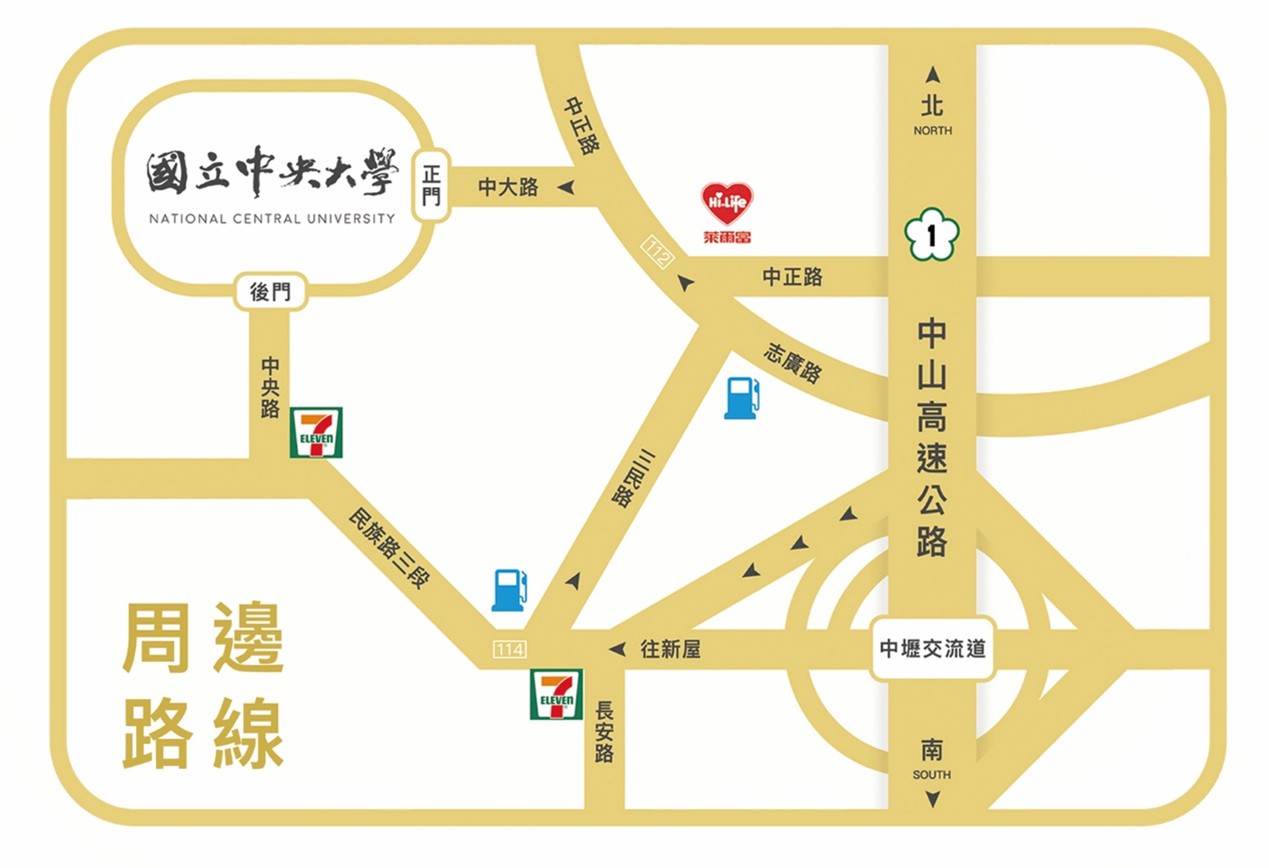 國立中央大學
NATIONAL CENTRAL UNIVERSITY
正門
後門
中大路
中正路
112
Hi-Life
萊爾富
中正路
志廣路
北
NORTH
1
中山高速公路
中央路
7
ELEVEN
民族路三段
三民路
114
往新屋
中壢交流道
7
ELEVEN
長安路
南
SOUTH
周邊
路線